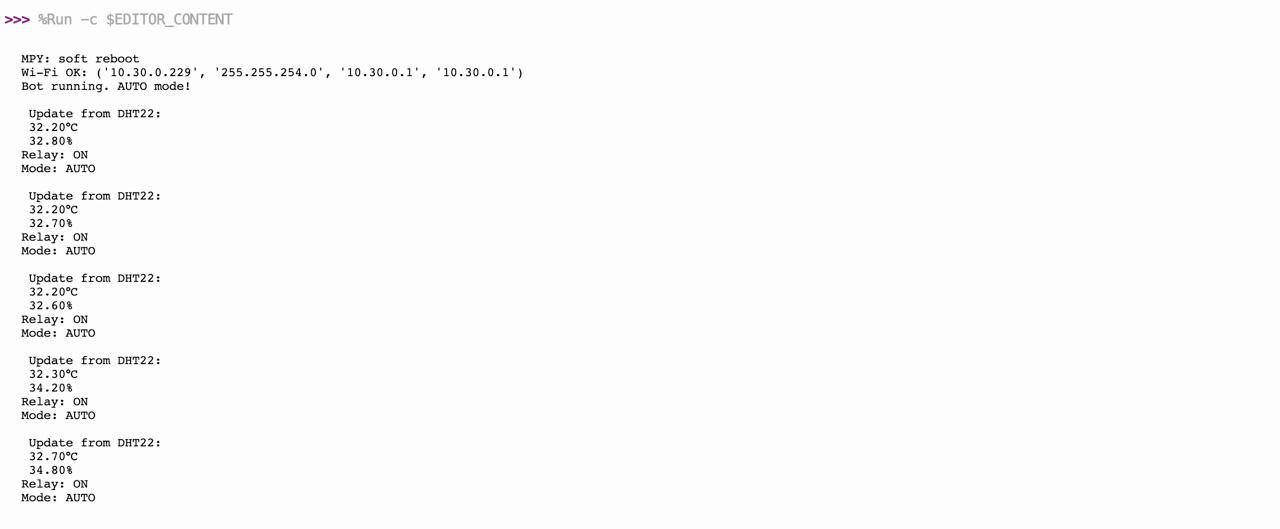 >>> %Run -c $EDITOR_CONTENT
MPY: soft reboot
Wi-Fi OK: ('10.30.0.229', '255.255.254.0', '10.30.0.1', '10.30.0.1')
Bot running. AUTO mode!
Update from DHT22:
32.20°C
32.80%
Relay: ON
Mode: AUTO
Update from DHT22:
32.20°C
32.70%
Relay: ON
Mode: AUTO
Update from DHT22:
32.20°C
32.60%
Relay: ON
Mode: AUTO
Update from DHT22:
32.30°C
34.20%
Relay: ON
Mode: AUTO
Update from DHT22:
32.70°C
34.80%
Relay: ON
Mode: AUTO